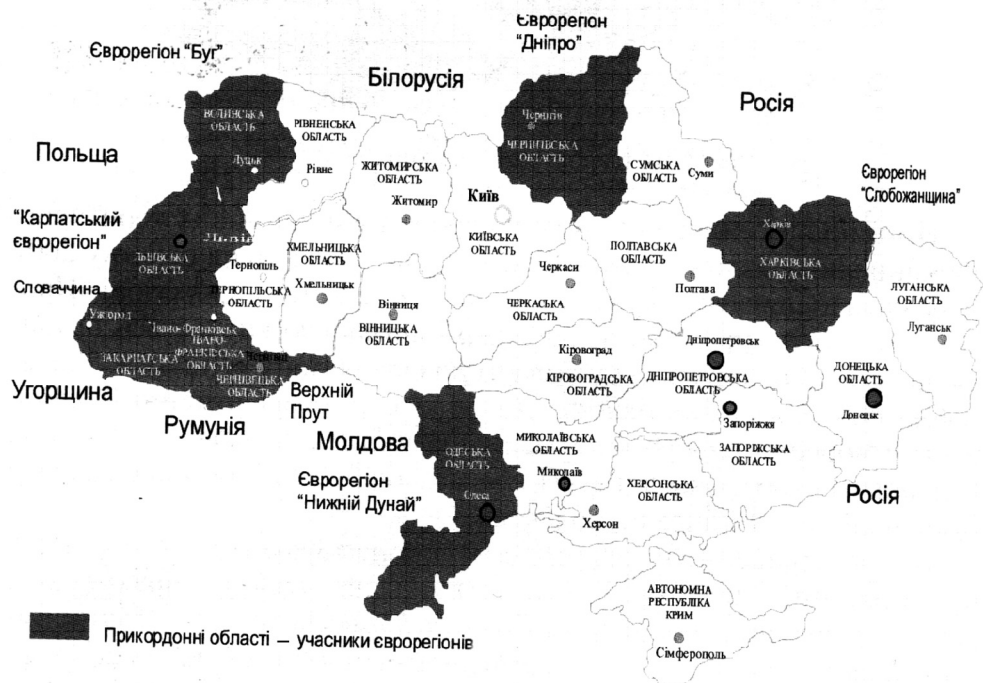 Єврорегіон
“Дніпро”
Єврорегіон “Буг”
Білорусія
Росія
Польща
Єврорегіон
“Слобожанщина”
“Карпатський
єврорегіон”
Словаччина
Угорщина
Румунія
Верхній
Прут
Молдова
Єврорегіон
“Нижній Дунай”
Росія
ВОЛИНСЬКА
ОБЛАСТЬ
Луцьк
РІВНЕНСЬКА
ОБЛАСТЬ
Рівне
ЖИТОМИРСЬКА
ОБЛАСТЬ
Житомир
Київ
КИЇВСЬКА
ОБЛАСТЬ
Чернігів
ЧЕРНІГІВСЬКА
ОБЛАСТЬ
СУМСЬКА
ОБЛАСТЬ
Суми
Львів
ЛЬВІВСЬКА
ОБЛАСТЬ
Тернопіль
ТЕРНОПІЛЬСЬКА
ОБЛАСТЬ
ХМЕЛЬНИЦЬКА
ОБЛАСТЬ
Хмельницьк
Вінниця
ВІННИЦЬКА
ОБЛАСТЬ
Черкаси
ЧЕРКАСЬКА
ОБЛАСТЬ
ПОЛТАВСЬКА
ОБЛАСТЬ
Полтава
Харків
ХАРКІВСЬКА
ОБЛАСТЬ
ЛУГАНСЬКА
ОБЛАСТЬ
Луганськ
Ужгород
ЗАКАРПАТСЬКА
ОБЛАСТЬ
Івано-Франківськ
ІВАНО-
ФРАНКІВСЬКА
ОБЛАСТЬ
ЧЕРНІВЕЦЬКА
ОБЛАСТЬ
Кіровоград
КІРОВОГРАДСЬКА
ОБЛАСТЬ
Дніпропетровськ
ДНІПРОПЕТРОВСЬКА
ОБЛАСТЬ
ДОНЕЦЬКА
ОБЛАСТЬ
Донецьк
Запоріжжя
ЗАПОРІЖСЬКА
ОБЛАСТЬ
ОДЕСЬКА
ОБЛАСТЬ
Одеса
МИКОЛАЇВСЬКА
ОБЛАСТЬ
Миколаїв
ХЕРСОНСЬКА
ОБЛАСТЬ
Херсон
АВТОНОМНА
РЕСПУБЛІКА
КРИМ
Сімферополь
Прикордонні області — учасники єврорегіонів